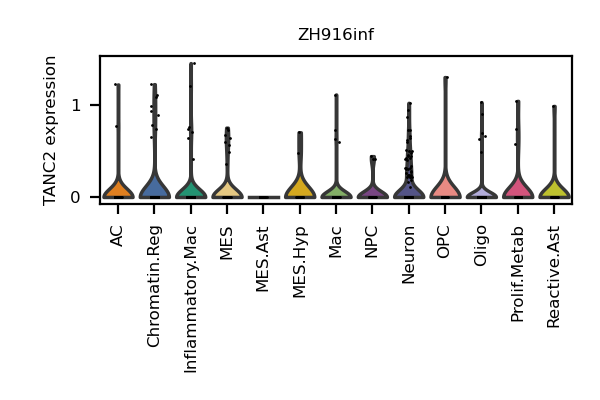 ZH916inf
TANC2 expression
1
0
AC
Chromatin.Reg
Inflammatory.Mac
MES
MES.Ast
MES.Hyp
Mac
NPC
Neuron
OPC
Oligo
Prolif.Metab
Reactive.Ast